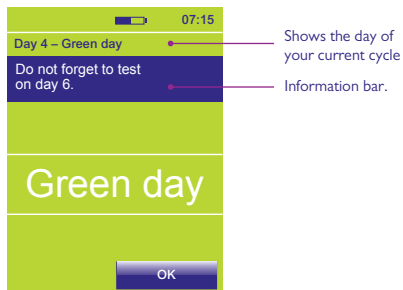 07:15
Day 4 – Green day
Do not forget to test
on day 6.
Green day
OK
Shows the day of
your current cycle
Information bar.